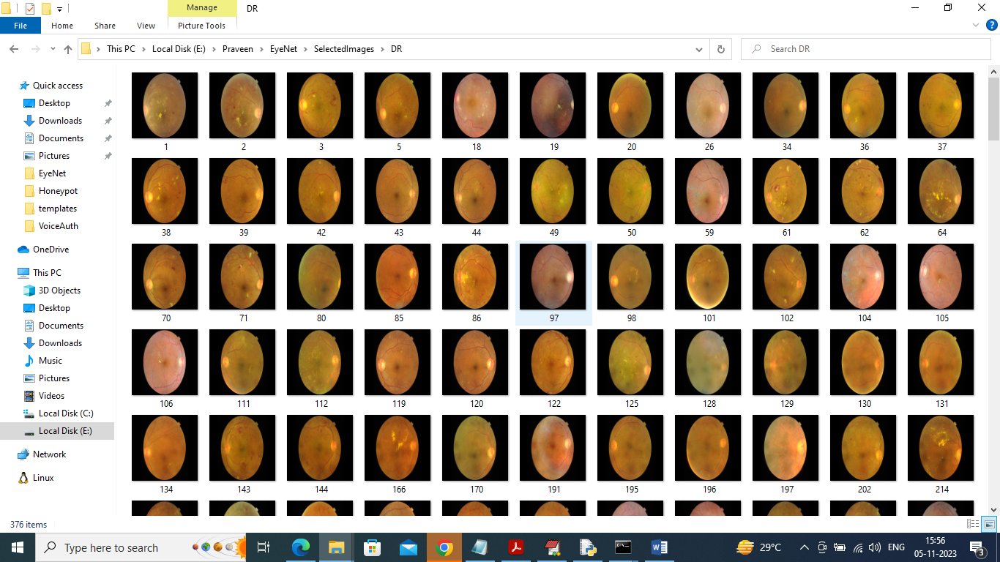 Manage
DR
File
Home
Share
View
Picture Tools
This PC
Local Disk (E:)
Praveen
EyeNet
SelectedImages
DR
Search DR
Quick access
Desktop
Downloads
Documents
Pictures
EyeNet
Honeypot
templates
VoiceAuth
OneDrive
This PC
3D Objects
Desktop
Documents
Downloads
Music
Pictures
Videos
Local Disk (C:)
Local Disk (E:)
Network
Linux
1 2 3 5 18 19 20 26 34 36 37
38 39 42 43 44 49 50 59 61 62 64
70 71 80 85 86 97 98 101 102 104 105
106 111 112 119 120 122 125 128 129 130 131
134 143 144 166 170 191 195 196 197 202 214
376 items
Type here to search
29°C
ENG
15:56
05-11-2023
3